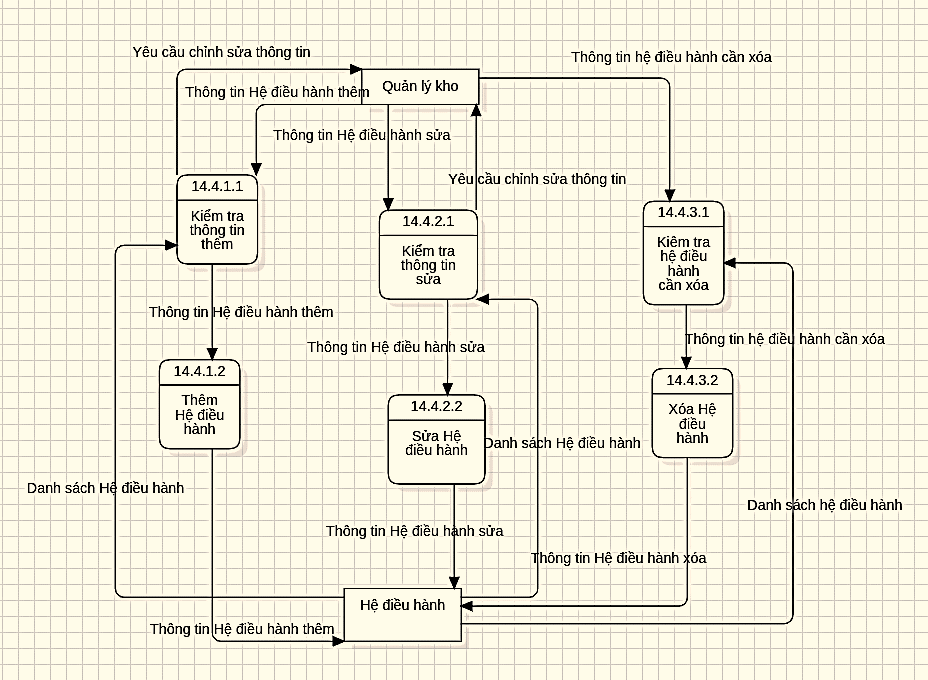 Yêu cầu chỉnh sửa thông tin
Thông tin hệ điều hành cần xóa
Quản lý kho
Thông tin Hệ điều hành thêm
Thông tin Hệ điều hành sửa
Yêu cầu chỉnh sửa thông tin
14.4.1.1
Kiểm tra
thông tin
thêm
14.4.2.1
Kiểm tra
thông tin
sửa
14.4.3.1
Kiêm tra
hệ điều
hành
cần xóa
Thông tin Hệ điều hành thêm
Thông tin Hệ điều hành sửa
Thông tin hệ điều hành cần xóa
14.4.1.2
Thêm
Hệ điều
hành
14.4.2.2
Sửa Hệ
điều hành
14.4.3.2
Xóa Hệ
điều
hành
Danh sách Hệ điều hành
Danh sách Hệ điều hành
Danh sách hệ điều hành
Thông tin Hệ điều hành sửa
Thông tin Hệ điều hành xóa
Hệ điều hành
Thông tin Hệ điều hành thêm